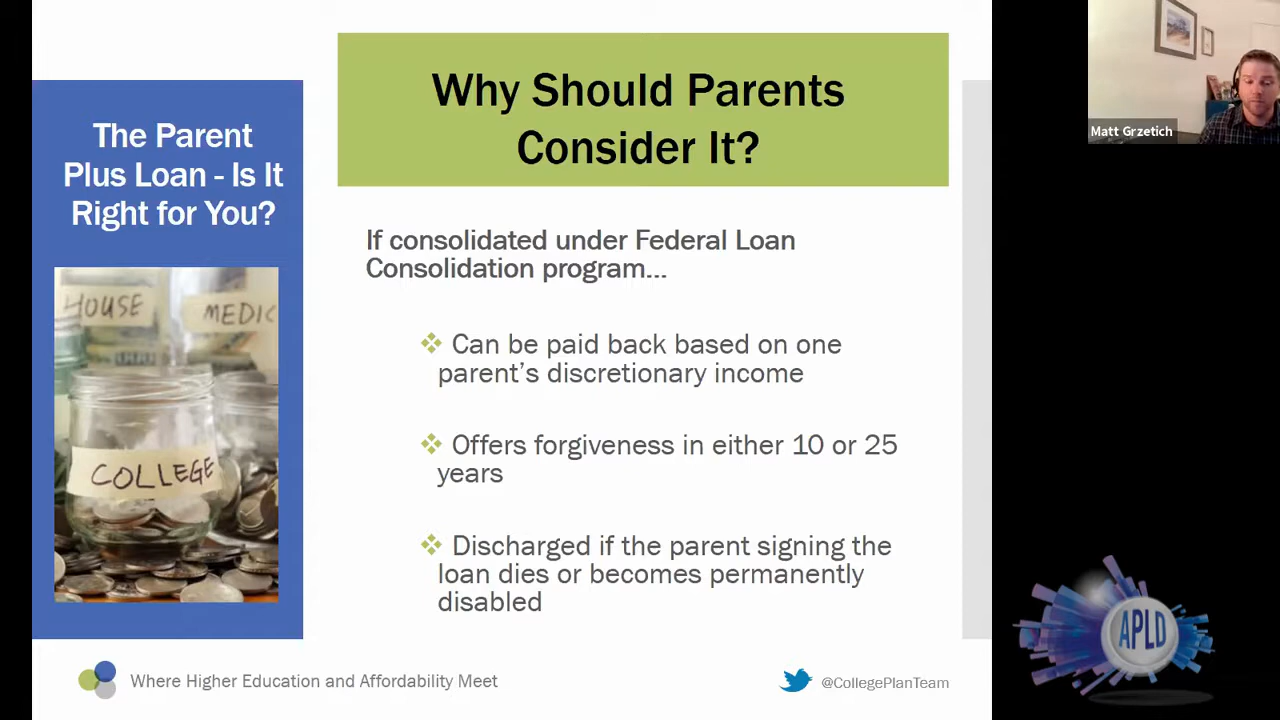 The Parent
Plus Loan - Is It
Right for You?
HOUSE
MEDIC
COLLEGE
Why Should Parents
Consider It?
If consolidated under Federal Loan
Consolidation program...
Can be paid back based on one
parent's discretionary income
Offers forgiveness in either 10 or 25
years
Discharged if the parent signing the
loan dies or becomes permanently
disabled
Where Higher Education and Affordability Meet
@CollegePlanTeam
Matt Grzetich
APLD